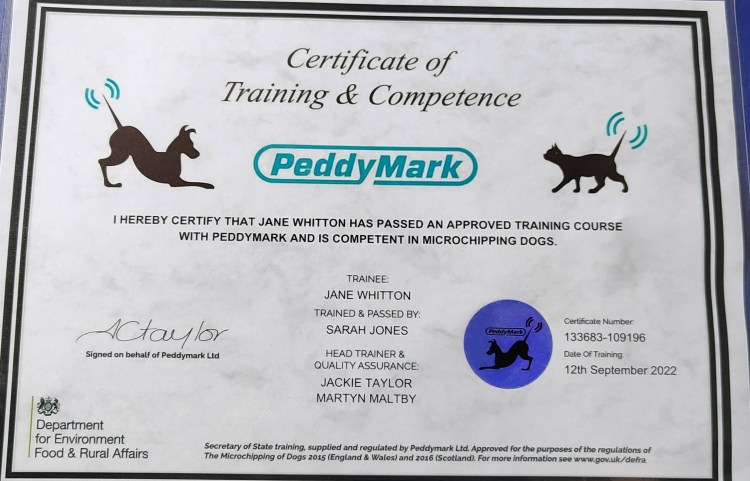 Certificate of
Training & Competence
PeddyMark
I HEREBY CERTIFY THAT JANE WHITTON HAS PASSED AN APPROVED TRAINING COURSE
WITH PEDDYMARK AND IS COMPETENT IN MICROCHIPPING DOGS.
TRAINEE:
JANE WHITTON
TRAINED & PASSED BY:
SARAH JONES
HEAD TRAINER &
QUALITY ASSURANCE:
JACKIE TAYLOR
MARTYN MALTBY
ACtaylor
Signed on behalf of Peddymark Ltd
PeddyMark
Certificate Number:
133683-109196
Date Of Training
12th September 2022
Department
for Environment
Food & Rural Affairs
Secretary of State training, supplied and regulated by Peddymark Ltd. Approved for the purposes of the regulations of
The Microchipping of Dogs 2015 (England & Wales) and 2016 (Scotland). For more information see www.gov.uk/defra